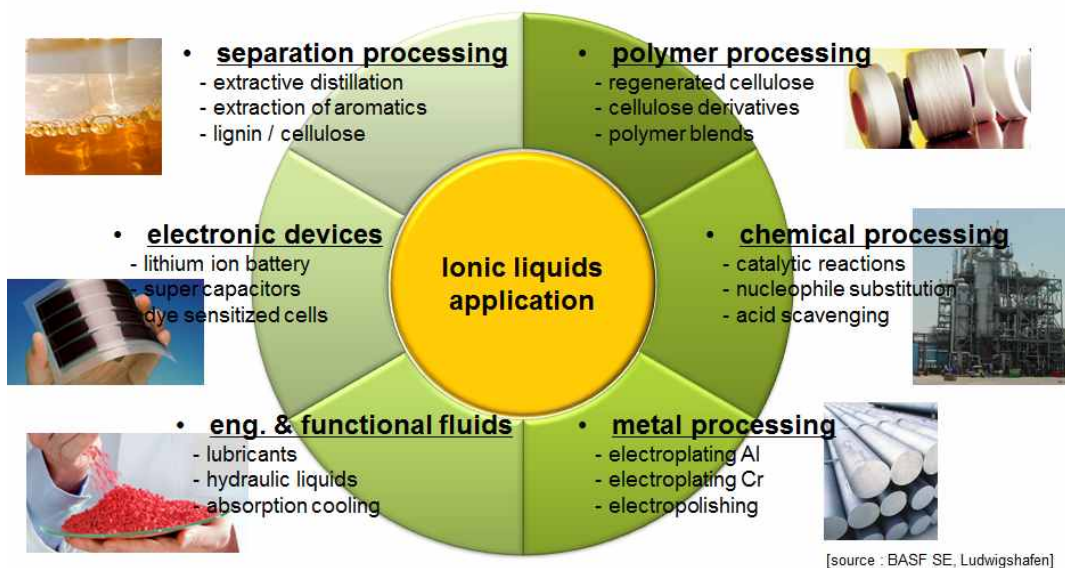 • separation processing
- extractive distillation
- extraction of aromatics
- lignin / cellulose
• polymer processing
- regenerated cellulose
- cellulose derivatives
- polymer blends
• electronic devices
- lithium ion battery
- super capacitors
- dye sensitized cells
Ionic liquids
application
• chemical processing
- catalytic reactions
- nucleophile substitution
- acid scavenging
• eng. & functional fluids
- lubricants
- hydraulic liquids
- absorption cooling
• metal processing
- electroplating Al
- electroplating Cr
- electropolishing
[source : BASF SE, Ludwigshafen]